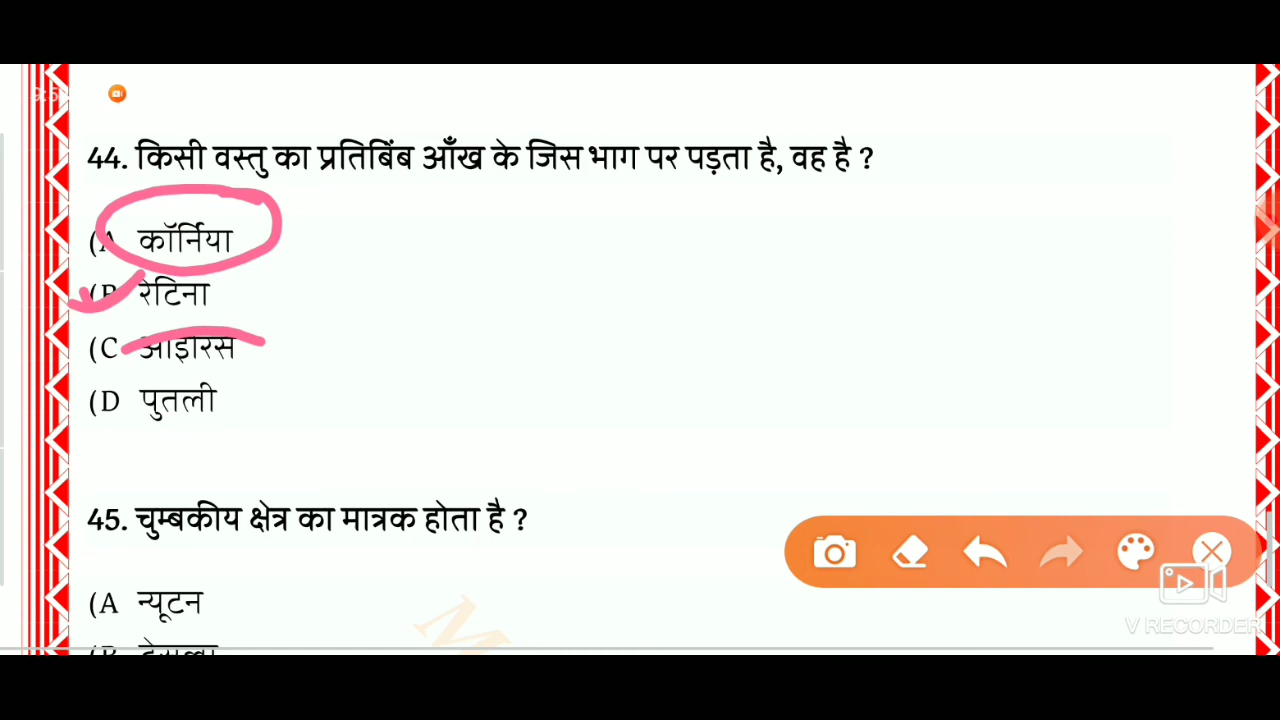 44. किसी वस्तु का प्रतिबिंब आँख के जिस भाग पर पड़ता है, वह है ?
(A कॉर्निया
(B रेटिना
(C आइरिस
(D पुतली
45. चुम्बकीय क्षेत्र का मात्रक होता है ?
(A न्यूटन
V RECORDER